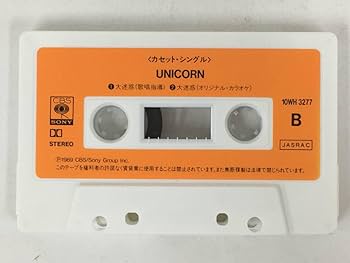 〈カセット・シングル〉
UNICORN
❶大迷惑(歌唱指導) ❷大迷惑(オリジナル・カラオケ)
CBS
SONY
10WH 3277
B
STEREO
JASRAC
Ⓟ1989 CBS/Sony Group Inc.
このテープを権利者の許諾なく賃貸業に使用することは禁止されています。また無断複製は法律で禁じられています。